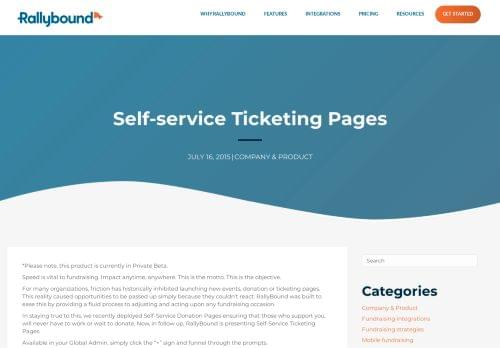 Rallybound
WHY RALLYBOUND
FEATURES
INTEGRATIONS
PRICING
RESOURCES
GET STARTED
Self-service Ticketing Pages
JULY 16, 2015 | COMPANY & PRODUCT
*Please note, this product is currently in Private Beta.
Speed is vital to fundraising. Impact anytime, anywhere. This is the motto. This is the objective.
For many organizations, friction has historically inhibited launching new events, donation or ticketing pages.
This reality caused opportunities to be passed up simply because they couldn't react. RallyBound was built to
ease this by providing a fluid process to adjusting and acting upon any fundraising occasion.
In staying true to this, we recently deployed Self-Service Donation Pages ensuring that those who support you,
will never have to work or wait to donate. Now, in follow up, RallyBound is presenting Self-Service Ticketing
Pages.
Available in your Global Admin, simply click the "+" sign and funnel through the prompts.
Search
Categories
Company & Product
Fundraising integrations
Fundraising strategies
Mobile fundraising